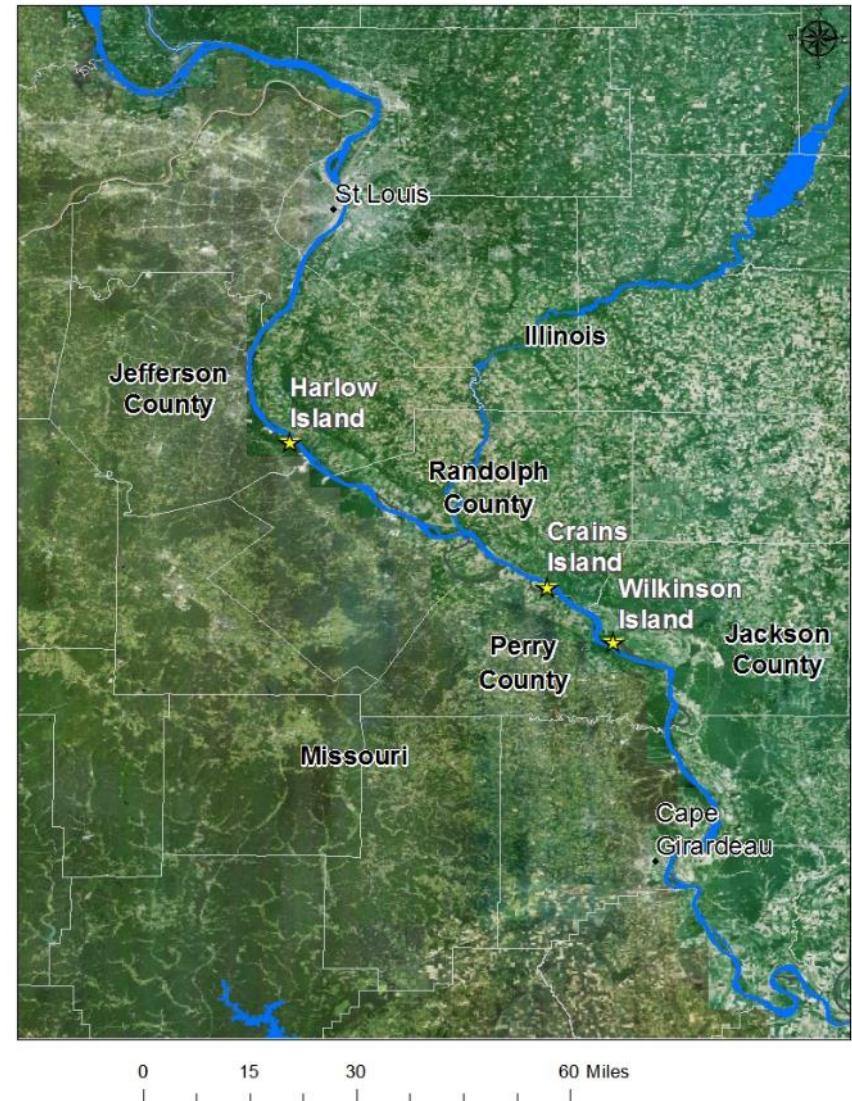 St Louis
Illinois
Jefferson
County
Harlow
Island
Randolph
County
Crains
Island
Wilkinson
Island
Jackson
County
Perry
County
Missouri
Cape
Girardeau
0 15 30 60 Miles